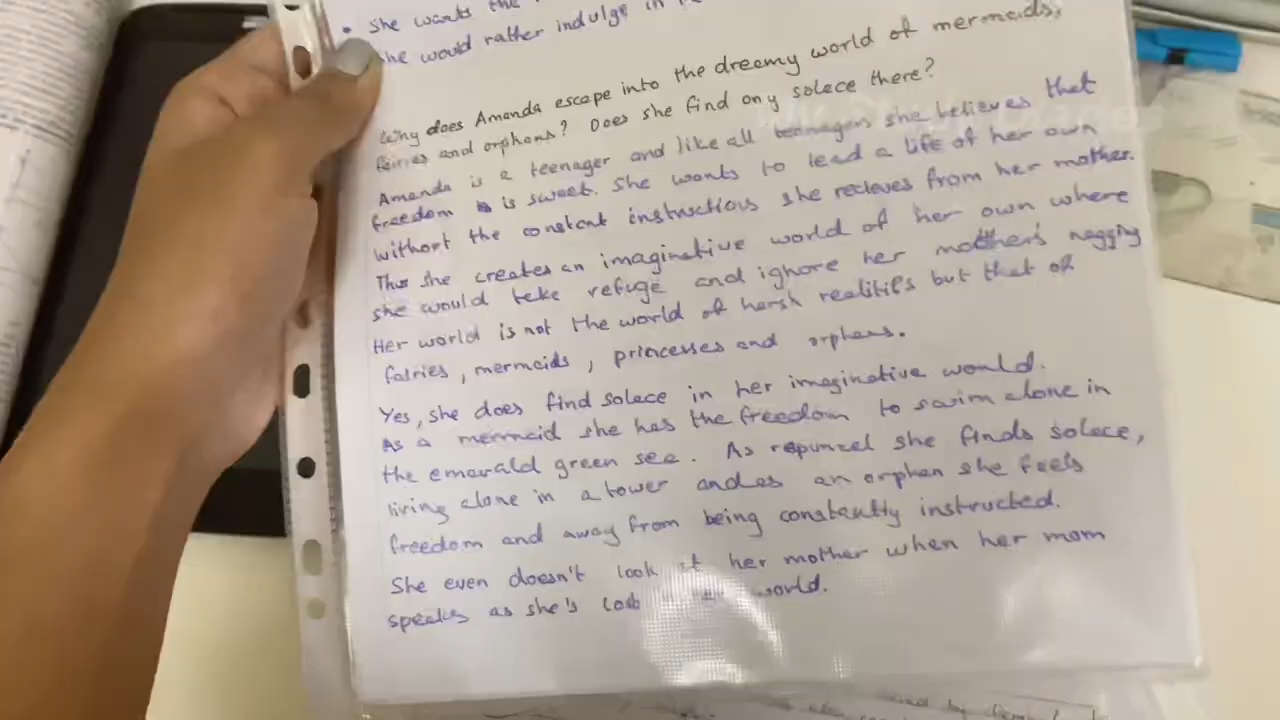 • She wants the
She would rather indulge in
Why does Amanda escape into the dreamy world of mermaids,
fairies and orphans? Does she find any solace there?
Amanda is a teenager and like all teenagers she believes that
freedom is sweet. She wants to lead a life of her own
without the constant instructions she recieves from her mother.
Thus she creates an imaginative world of her own where
she would take refuge and ignore her mother's nagging
Her world is not the world of harsh realities but that of
fairies, mermaids, princesses and orphans.
Yes, she does find solace in her imaginative world.
As a mermaid she has the freedom to swim alone in
the emerald green sea. As rapunzel she finds solace,
living alone in a tower and as an orphan she feels
freedom and away from being constantly instructed.
She even doesn't look at her mother when her mom
speaks as she's lost world.